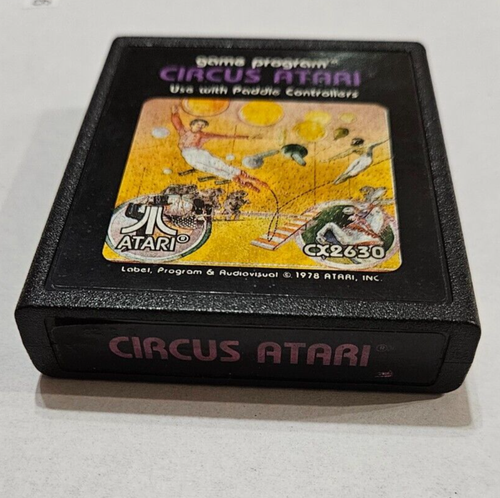 game program™
CIRCUS ATARI
Use with Paddle Controllers
ATARI®
CX2630
Label, Program & Audiovisual © 1978 ATARI, INC.
CIRCUS ATARI®